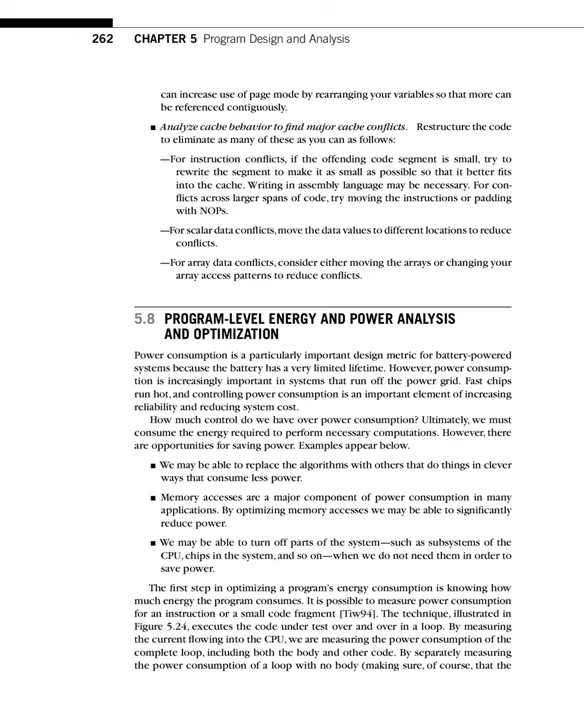 262 CHAPTER 5 Program Design and Analysis
can increase use of page mode by rearranging your variables so that more can
be referenced contiguously.
■ Analyze cache behavior to find major cache conflicts. Restructure the code
to eliminate as many of these as you can as follows:
—For instruction conflicts, if the offending code segment is small, try to
rewrite the segment to make it as small as possible so that it better fits
into the cache. Writing in assembly language may be necessary. For con-
flicts across larger spans of code, try moving the instructions or padding
with NOPs.
—For scalar data conflicts, move the data values to different locations to reduce
conflicts.
—For array data conflicts, consider either moving the arrays or changing your
array access patterns to reduce conflicts.
5.8 PROGRAM-LEVEL ENERGY AND POWER ANALYSIS
AND OPTIMIZATION
Power consumption is a particularly important design metric for battery-powered
systems because the battery has a very limited lifetime. However, power consump-
tion is increasingly important in systems that run off the power grid. Fast chips
run hot, and controlling power consumption is an important element of increasing
reliability and reducing system cost.
How much control do we have over power consumption? Ultimately, we must
consume the energy required to perform necessary computations. However, there
are opportunities for saving power. Examples appear below.
■ We may be able to replace the algorithms with others that do things in clever
ways that consume less power.
■ Memory accesses are a major component of power consumption in many
applications. By optimizing memory accesses we may be able to significantly
reduce power.
■ We may be able to turn off parts of the system—such as subsystems of the
CPU, chips in the system, and so on—when we do not need them in order to
save power.
The first step in optimizing a program's energy consumption is knowing how
much energy the program consumes. It is possible to measure power consumption
for an instruction or a small code fragment [Tiw94]. The technique, illustrated in
Figure 5.24, executes the code under test over and over in a loop. By measuring
the current flowing into the CPU, we are measuring the power consumption of the
complete loop, including both the body and other code. By separately measuring
the power consumption of a loop with no body (making sure, of course, that the